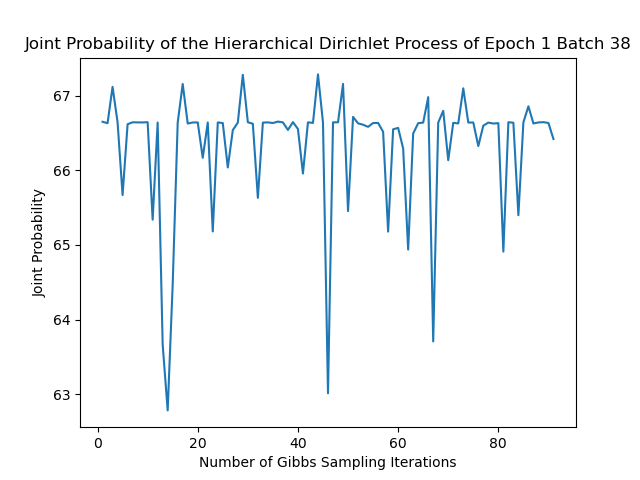 Joint Probability of the Hierarchical Dirichlet Process of Epoch 1 Batch 38
67
66
65
64
63
Joint Probability
0 20 40 60 80
Number of Gibbs Sampling Iterations